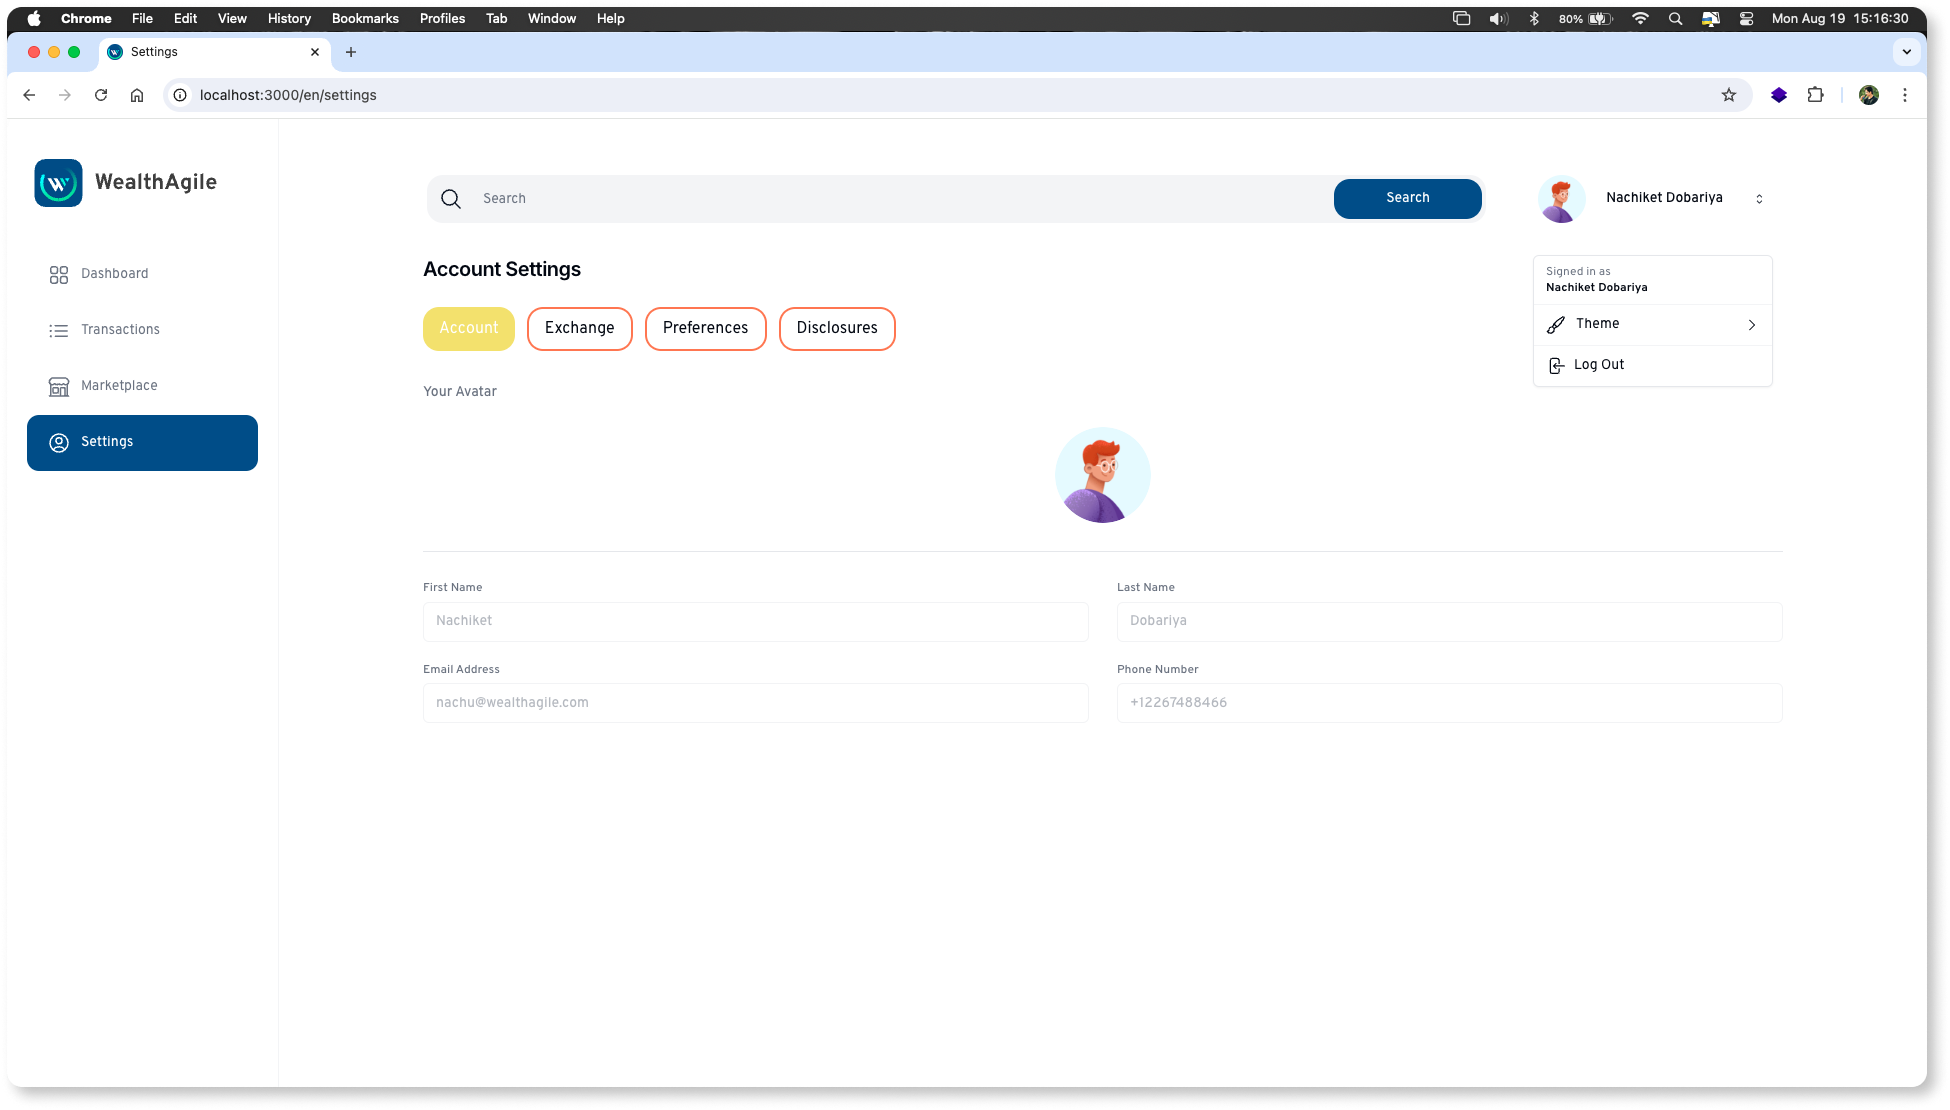 Chrome File Edit View History Bookmarks Profiles Tab Window Help 80% Mon Aug 19 15:16:30
Settings
localhost:3000/en/settings
WealthAgile
Search Search
Nachiket Dobariya
Dashboard
Transactions
Marketplace
Settings
Account Settings
Account Exchange Preferences Disclosures
Signed in as
Nachiket Dobariya
Theme
Log Out
Your Avatar
First Name Last Name
Nachiket Dobariya
Email Address Phone Number
nachu@wealthagile.com +12267488466